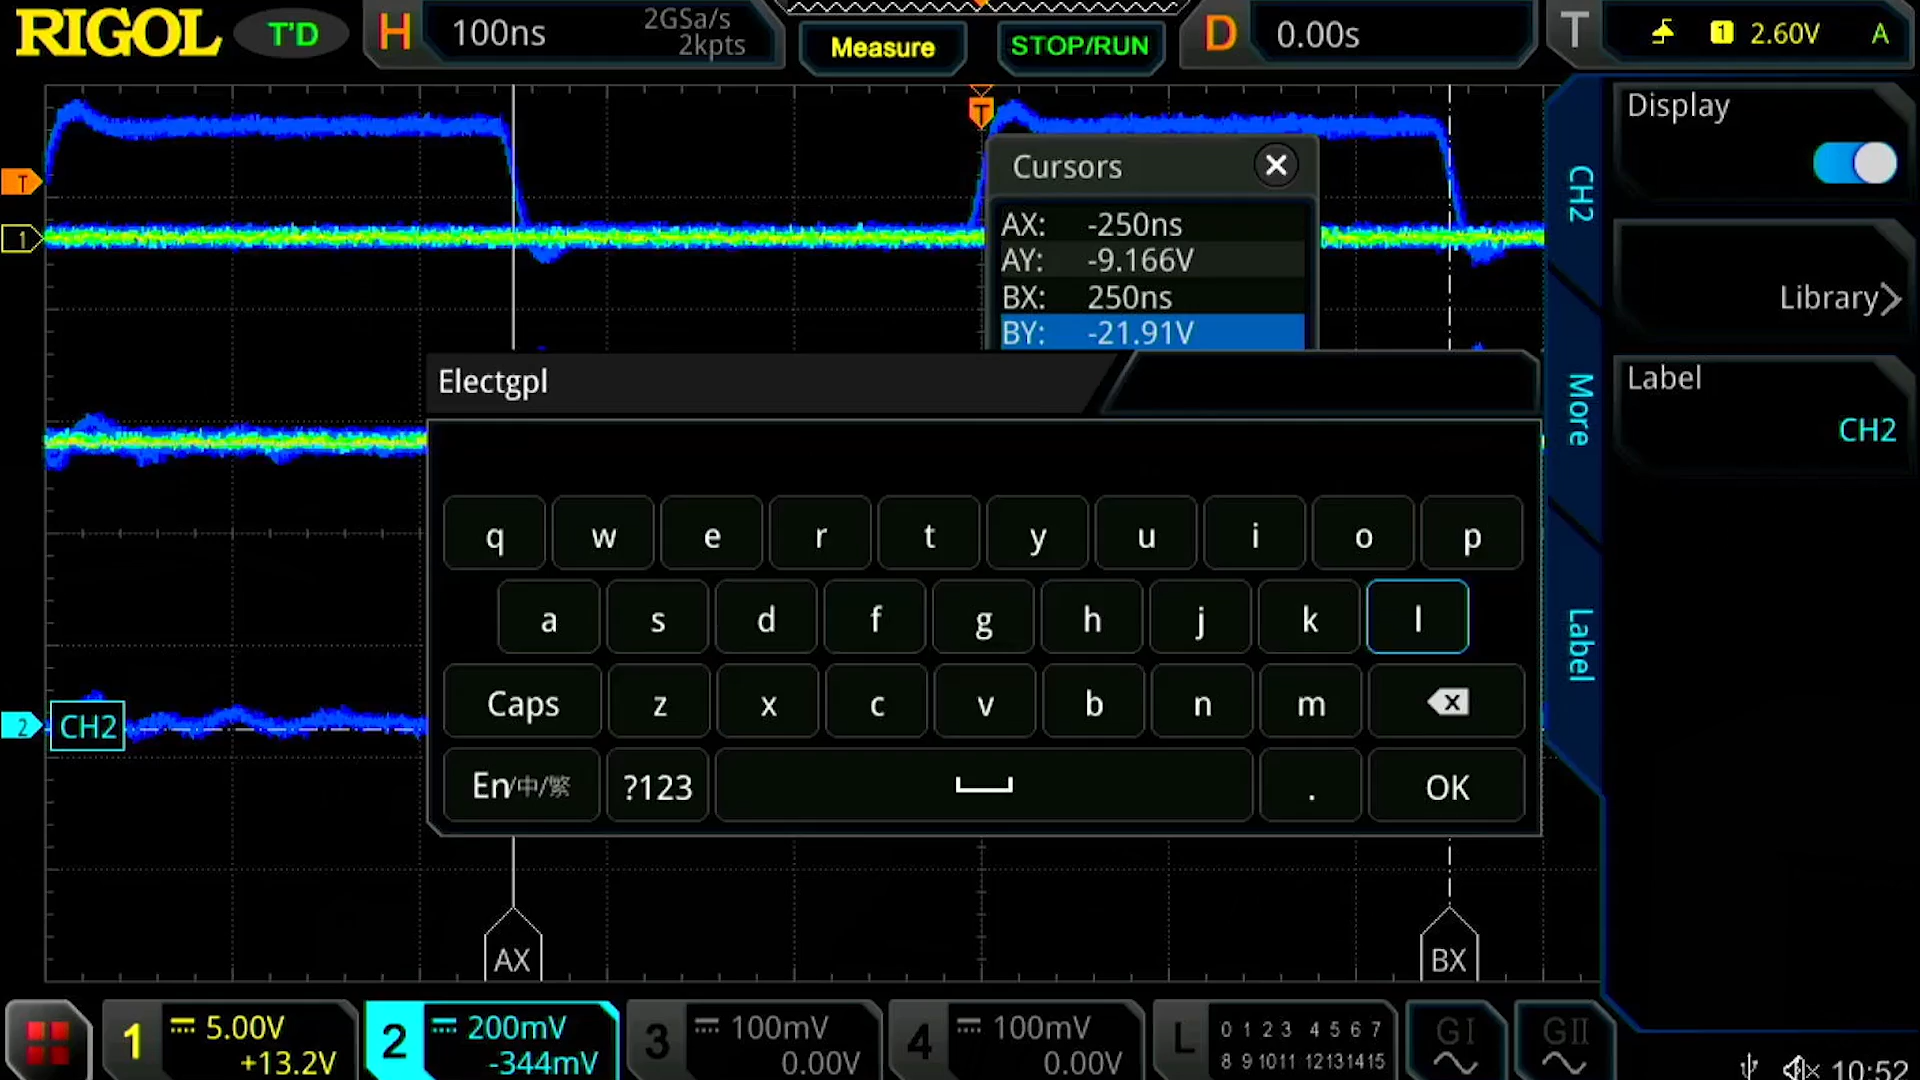 RIGOL T'D H 100ns 2GSa/s 2kpts Measure STOP/RUN D 0.00s T 1 2.60V A
T
T
1
Cursors
AX: -250ns
AY: -9.166V
BX: 250ns
BY: -21.91V
Electgpl
q w e r t y u i o p
a s d f g h j k l
Caps z x c v b n m
En/中/繁 ?123 . OK
2 CH2
AX BX
CH2
More
Label
Display
Library
Label
CH2
1 5.00V +13.2V
2 200mV -344mV
3 100mV 0.00V
4 100mV 0.00V
L 0 1 2 3 4 5 6 7
8 9 10 11 12 13 14 15
GI GII
10:52